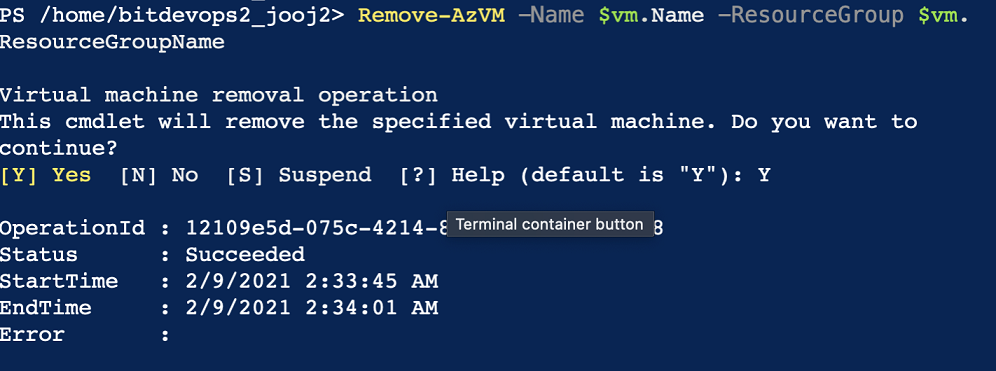 PS /home/bitdevops2_jooj2> Remove-AzVM -Name $vm.Name -ResourceGroup $vm.
ResourceGroupName
Virtual machine removal operation
This cmdlet will remove the specified virtual machine. Do you want to
continue?
[Y] Yes  [N] No  [S] Suspend  [?] Help (default is "Y"): Y
OperationId : 12109e5d-075c-4214-8
Terminal container button
8
Status      : Succeeded
StartTime   : 2/9/2021 2:33:45 AM
EndTime     : 2/9/2021 2:34:01 AM
Error       :